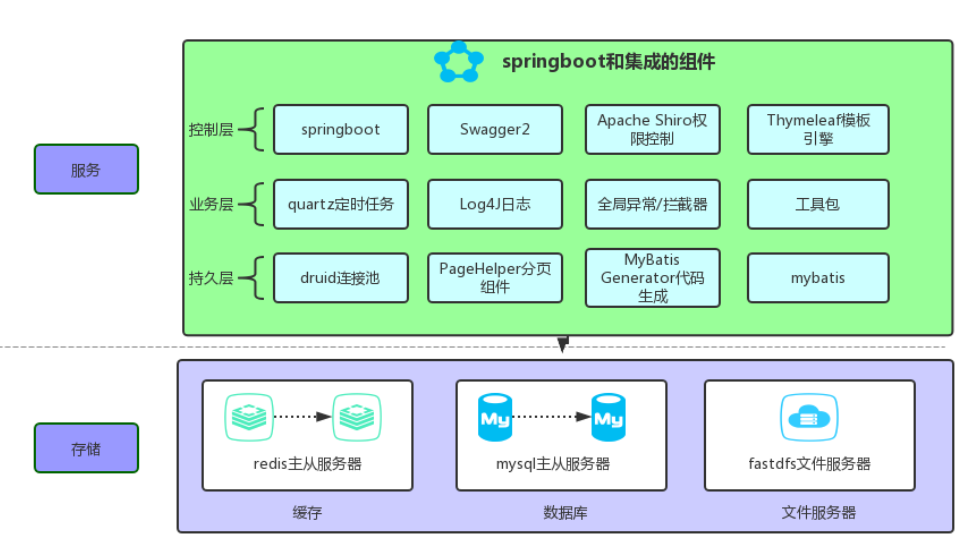 springboot和集成的组件
控制层
springboot
Swagger2
Apache Shiro权
限控制
Thymeleaf模板
引擎
服务
业务层
quartz定时任务
Log4J日志
全局异常/拦截器
工具包
持久层
druid连接池
PageHelper分页
组件
MyBatis
Generator代码
生成
mybatis
存储
My
My
redis主从服务器
mysql主从服务器
fastdfs文件服务器
缓存
数据库
文件服务器